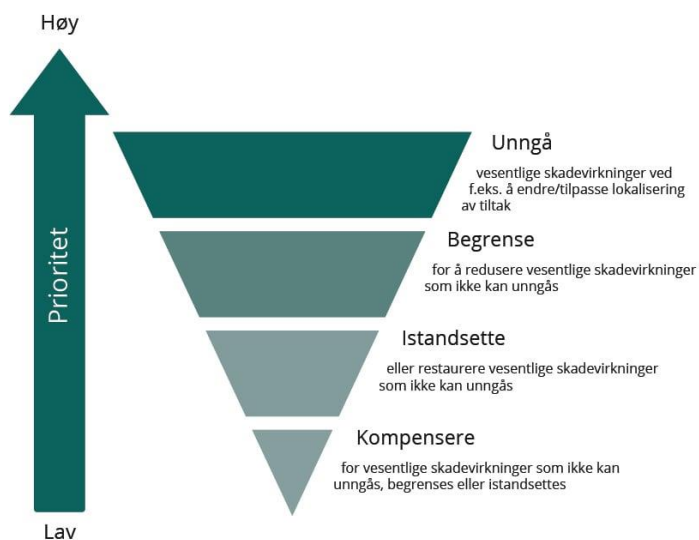 Høy
Prioritet
Unngå
vesentlige skadevirkninger ved
f.eks. å endre/tilpasse lokalisering
av tiltak
Begrense
for å redusere vesentlige skadevirkninger
som ikke kan unngås
Istandsette
eller restaurere vesentlige skadevirkninger
som ikke kan unngås
Kompensere
for vesentlige skadevirkninger som ikke kan
unngås, begrenses eller istandsettes
Lav